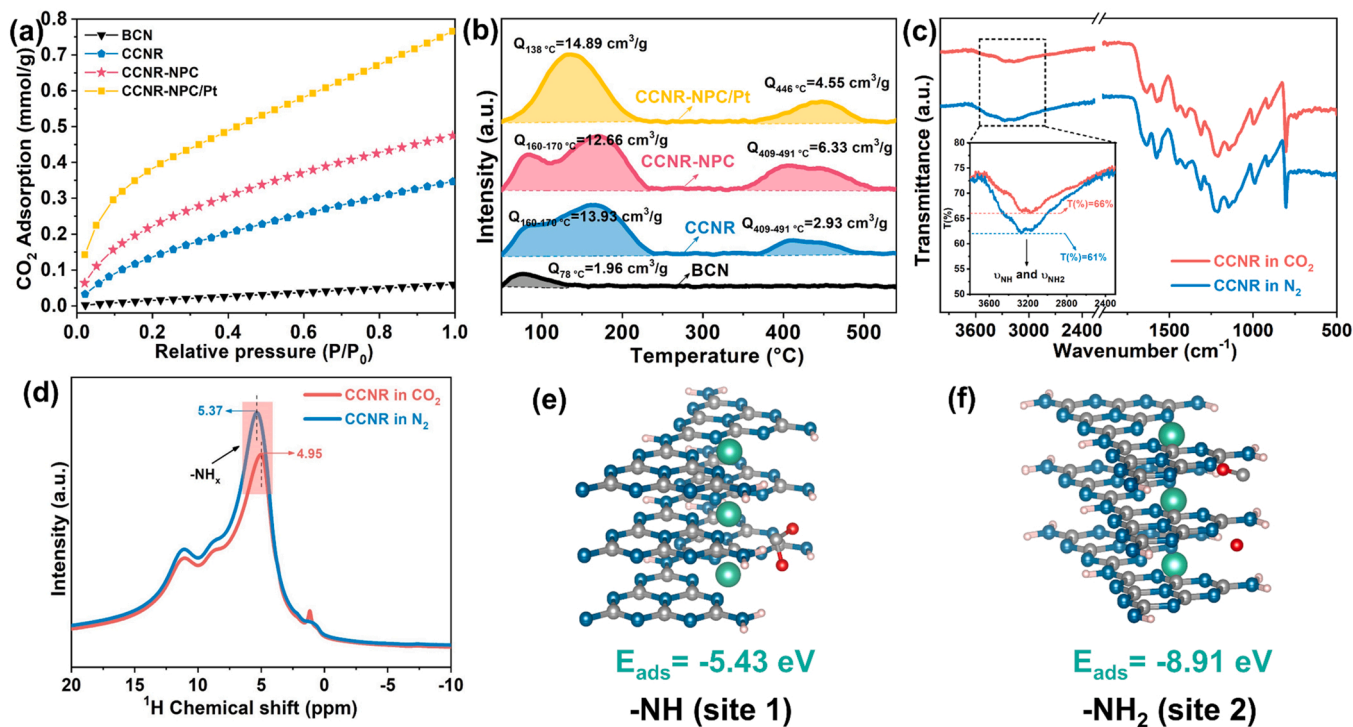 (a)
BCN
CCNR
CCNR-NPC
CCNR-NPC/Pt
CO2 Adsorption (mmol/g)
0.8
0.7
0.6
0.5
0.4
0.3
0.2
0.1
0.0
0.0 0.2 0.4 0.6 0.8 1.0
Relative pressure (P/P0)
(b)
Q138 °C=14.89 cm3/g
Q446 °C=4.55 cm3/g
CCNR-NPC/Pt
Q160-170 °C=12.66 cm3/g
Q409-491 °C=6.33 cm3/g
CCNR-NPC
Q160-170 °C=13.93 cm3/g
Q409-491 °C=2.93 cm3/g
CCNR
Q78 °C=1.96 cm3/g
BCN
Intensity (a.u.)
100 200 300 400 500
Temperature (°C)
(c)
Transmittance (a.u.)
T(%)
80
75
70
65
60
55
50
T(%)=66%
T(%)=61%
υNH and υNH2
3800 3200 2600 2400
CCNR in CO2
CCNR in N2
3600 3000 2400 1500 1000 500
Wavenumber (cm-1)
(d)
CCNR in CO2
CCNR in N2
5.37
4.95
-NHx
Intensity (a.u.)
20 15 10 5 0 -5 -10
1H Chemical shift (ppm)
(e)
Eads= -5.43 eV
-NH (site 1)
(f)
Eads= -8.91 eV
-NH2 (site 2)